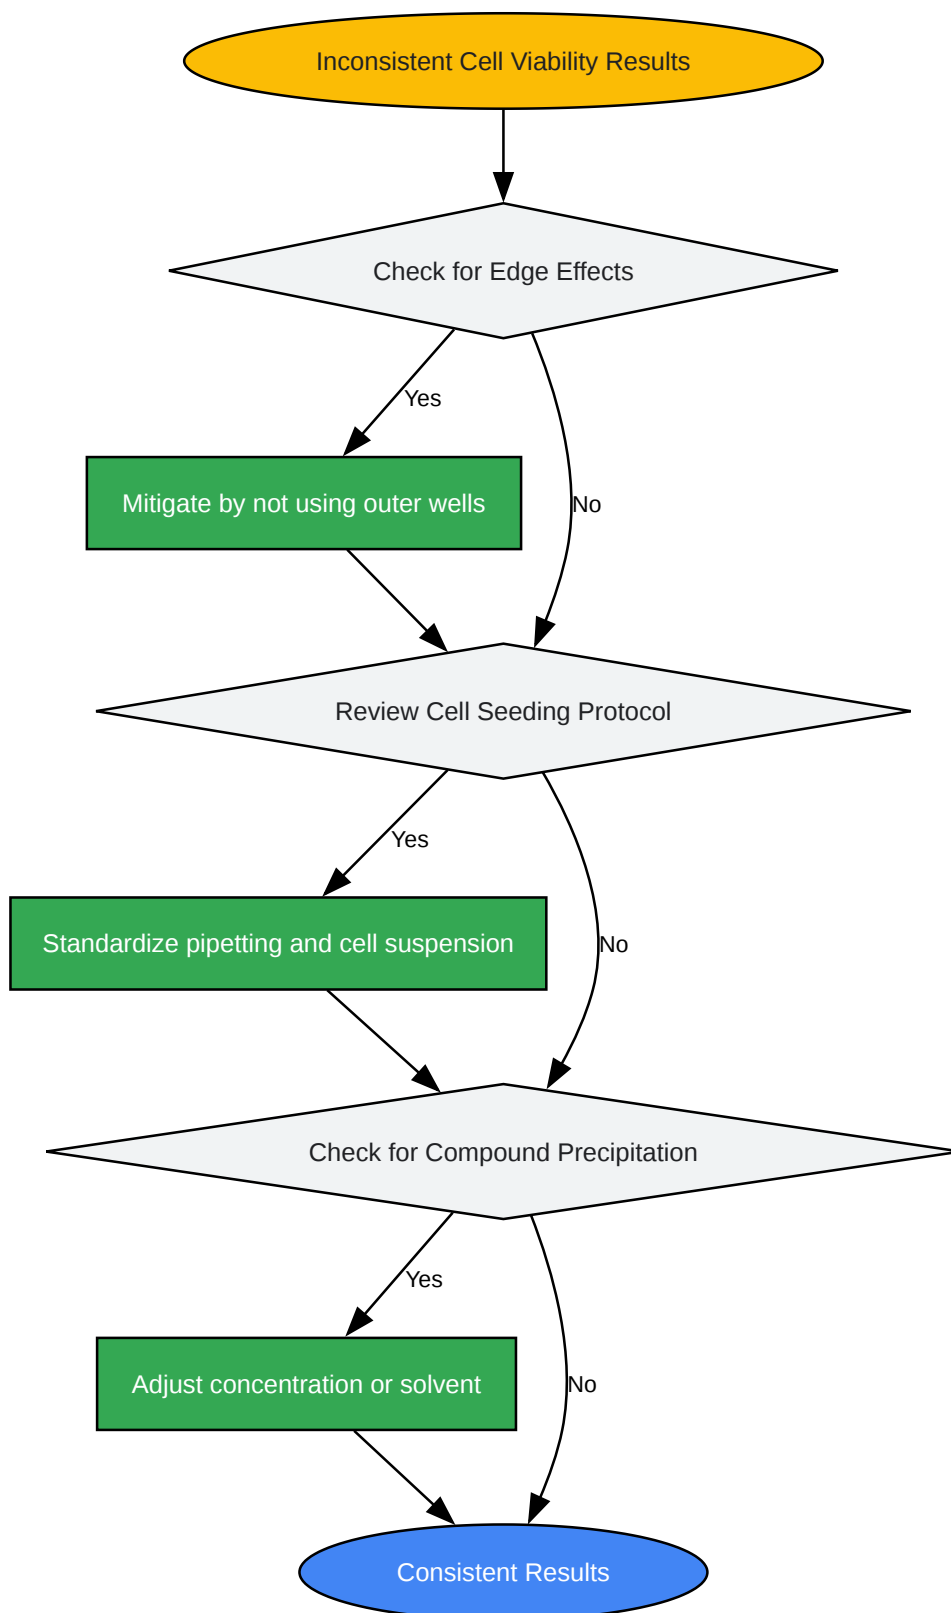 Inconsistent Cell Viability Results
Check for Edge Effects
Yes
Mitigate by not using outer wells
No
Review Cell Seeding Protocol
Yes
Standardize pipetting and cell suspension
No
Check for Compound Precipitation
Yes
Adjust concentration or solvent
No
Consistent Results